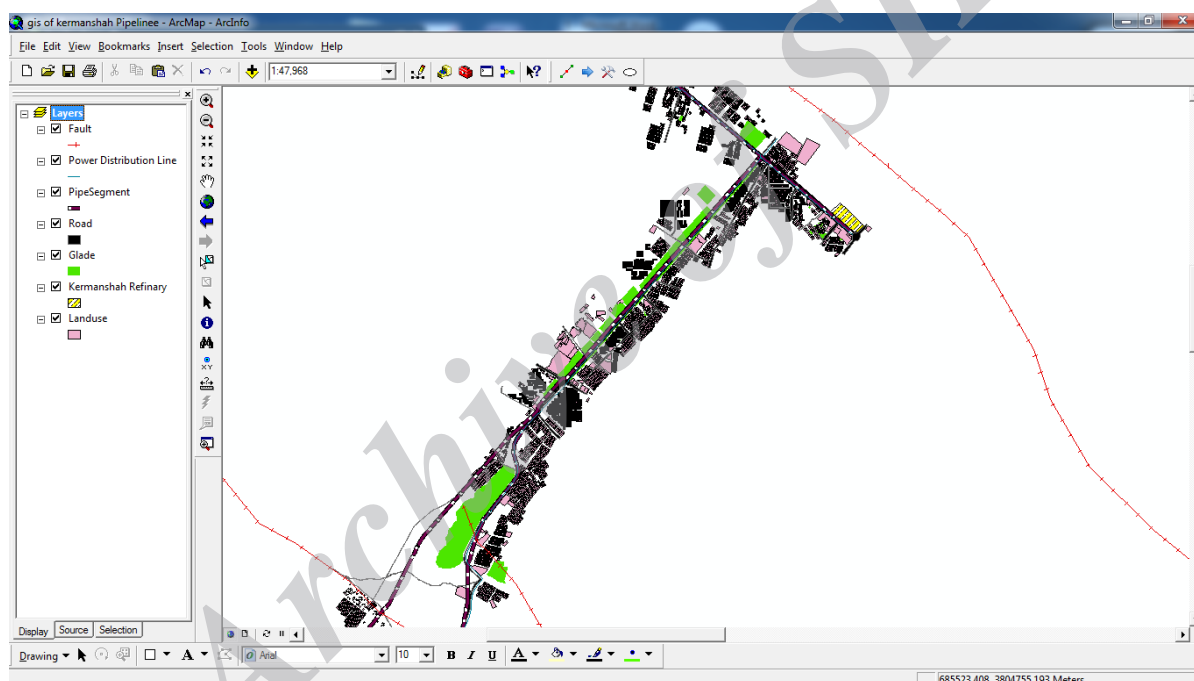 gis of kermanshah Pipelinee - ArcMap - ArcInfo
File Edit View Bookmarks Insert Selection Tools Window Help
1:47,968
Layers
Fault
Power Distribution Line
PipeSegment
Road
Glade
Kermanshah Refinary
Landuse
XY
Display Source Selection
Drawing A Arial 10 B I U A
685523.408 3804755.193 Meters
Archive of SID